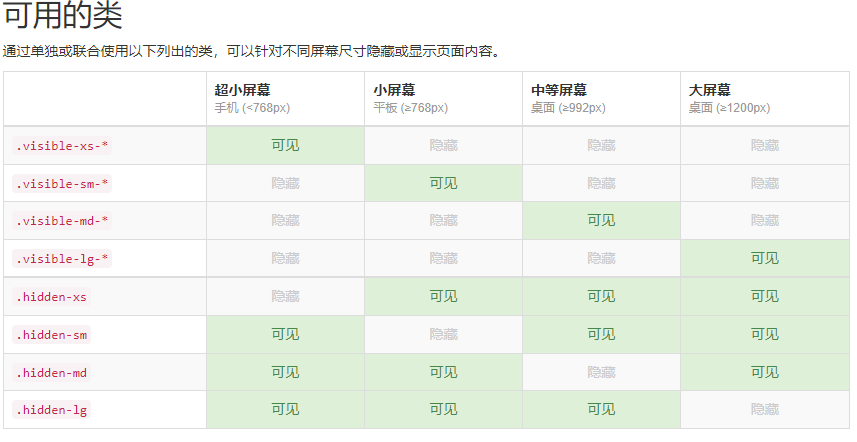 可用的类
通过单独或联合使用以下列出的类，可以针对不同屏幕尺寸隐藏或显示页面内容。
超小屏幕 小屏幕 中等屏幕 大屏幕
手机 (<768px) 平板 (≥768px) 桌面 (≥992px) 桌面 (≥1200px)
.visible-xs-* 可见 隐藏 隐藏 隐藏
.visible-sm-* 隐藏 可见 隐藏 隐藏
.visible-md-* 隐藏 隐藏 可见 隐藏
.visible-lg-* 隐藏 隐藏 隐藏 可见
.hidden-xs 隐藏 可见 可见 可见
.hidden-sm 可见 隐藏 可见 可见
.hidden-md 可见 可见 隐藏 可见
.hidden-lg 可见 可见 可见 隐藏